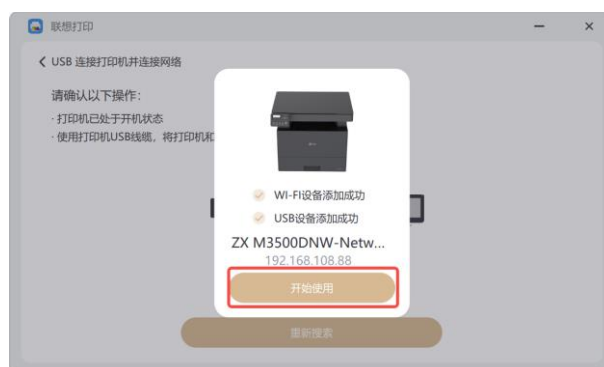 联想打印
USB 连接打印机并连接网络
请确认以下操作：
·打印机已处于开机状态
·使用打印机USB线缆，将打印机和
WI-FI设备添加成功
USB设备添加成功
ZX M3500DNW-Netw...
192.168.108.88
开始使用
重新搜索